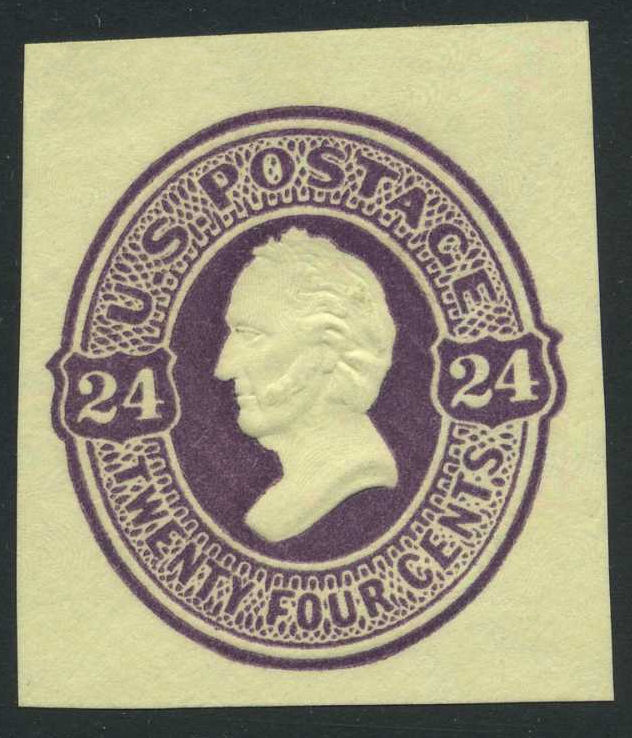 U.S. POSTAGE
24
24
TWENTY FOUR CENTS